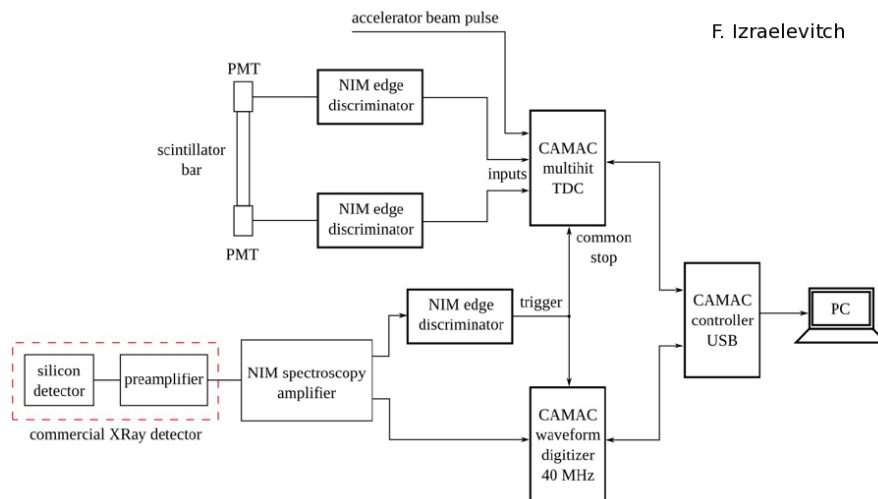 accelerator beam pulse
F. Izraelevitch
PMT
NIM edge
discriminator
scintillator
bar
CAMAC
multihit
TDC
inputs
NIM edge
discriminator
PMT
common
stop
NIM edge
discriminator
trigger
CAMAC
controller
USB
PC
silicon
detector
preamplifier
NIM spectroscopy
amplifier
commercial XRay detector
CAMAC
waveform
digitizer
40 MHz